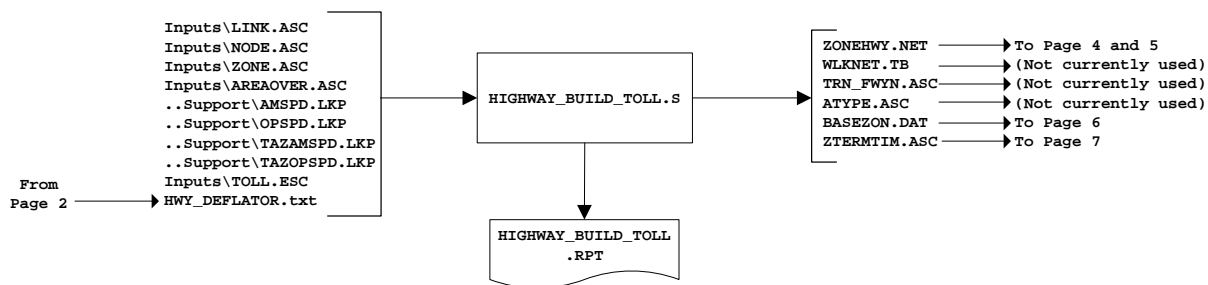 Inputs\LINK.ASC
Inputs\NODE.ASC
Inputs\ZONE.ASC
Inputs\AREAOVER.ASC
..Support\AMSPD.LKP
..Support\OPSPD.LKP
..Support\TAZAMSPD.LKP
..Support\TAZOPSPD.LKP
Inputs\TOLL.ESC
From
Page 2
HWY_DEFLATOR.txt
HIGHWAY_BUILD_TOLL.S
HIGHWAY_BUILD_TOLL
.RPT
ZONEHWY.NET To Page 4 and 5
WLKNET.TB (Not currently used)
TRN_FWYN.ASC (Not currently used)
ATYPE.ASC (Not currently used)
BASEZON.DAT To Page 6
ZTERMTIM.ASC To Page 7